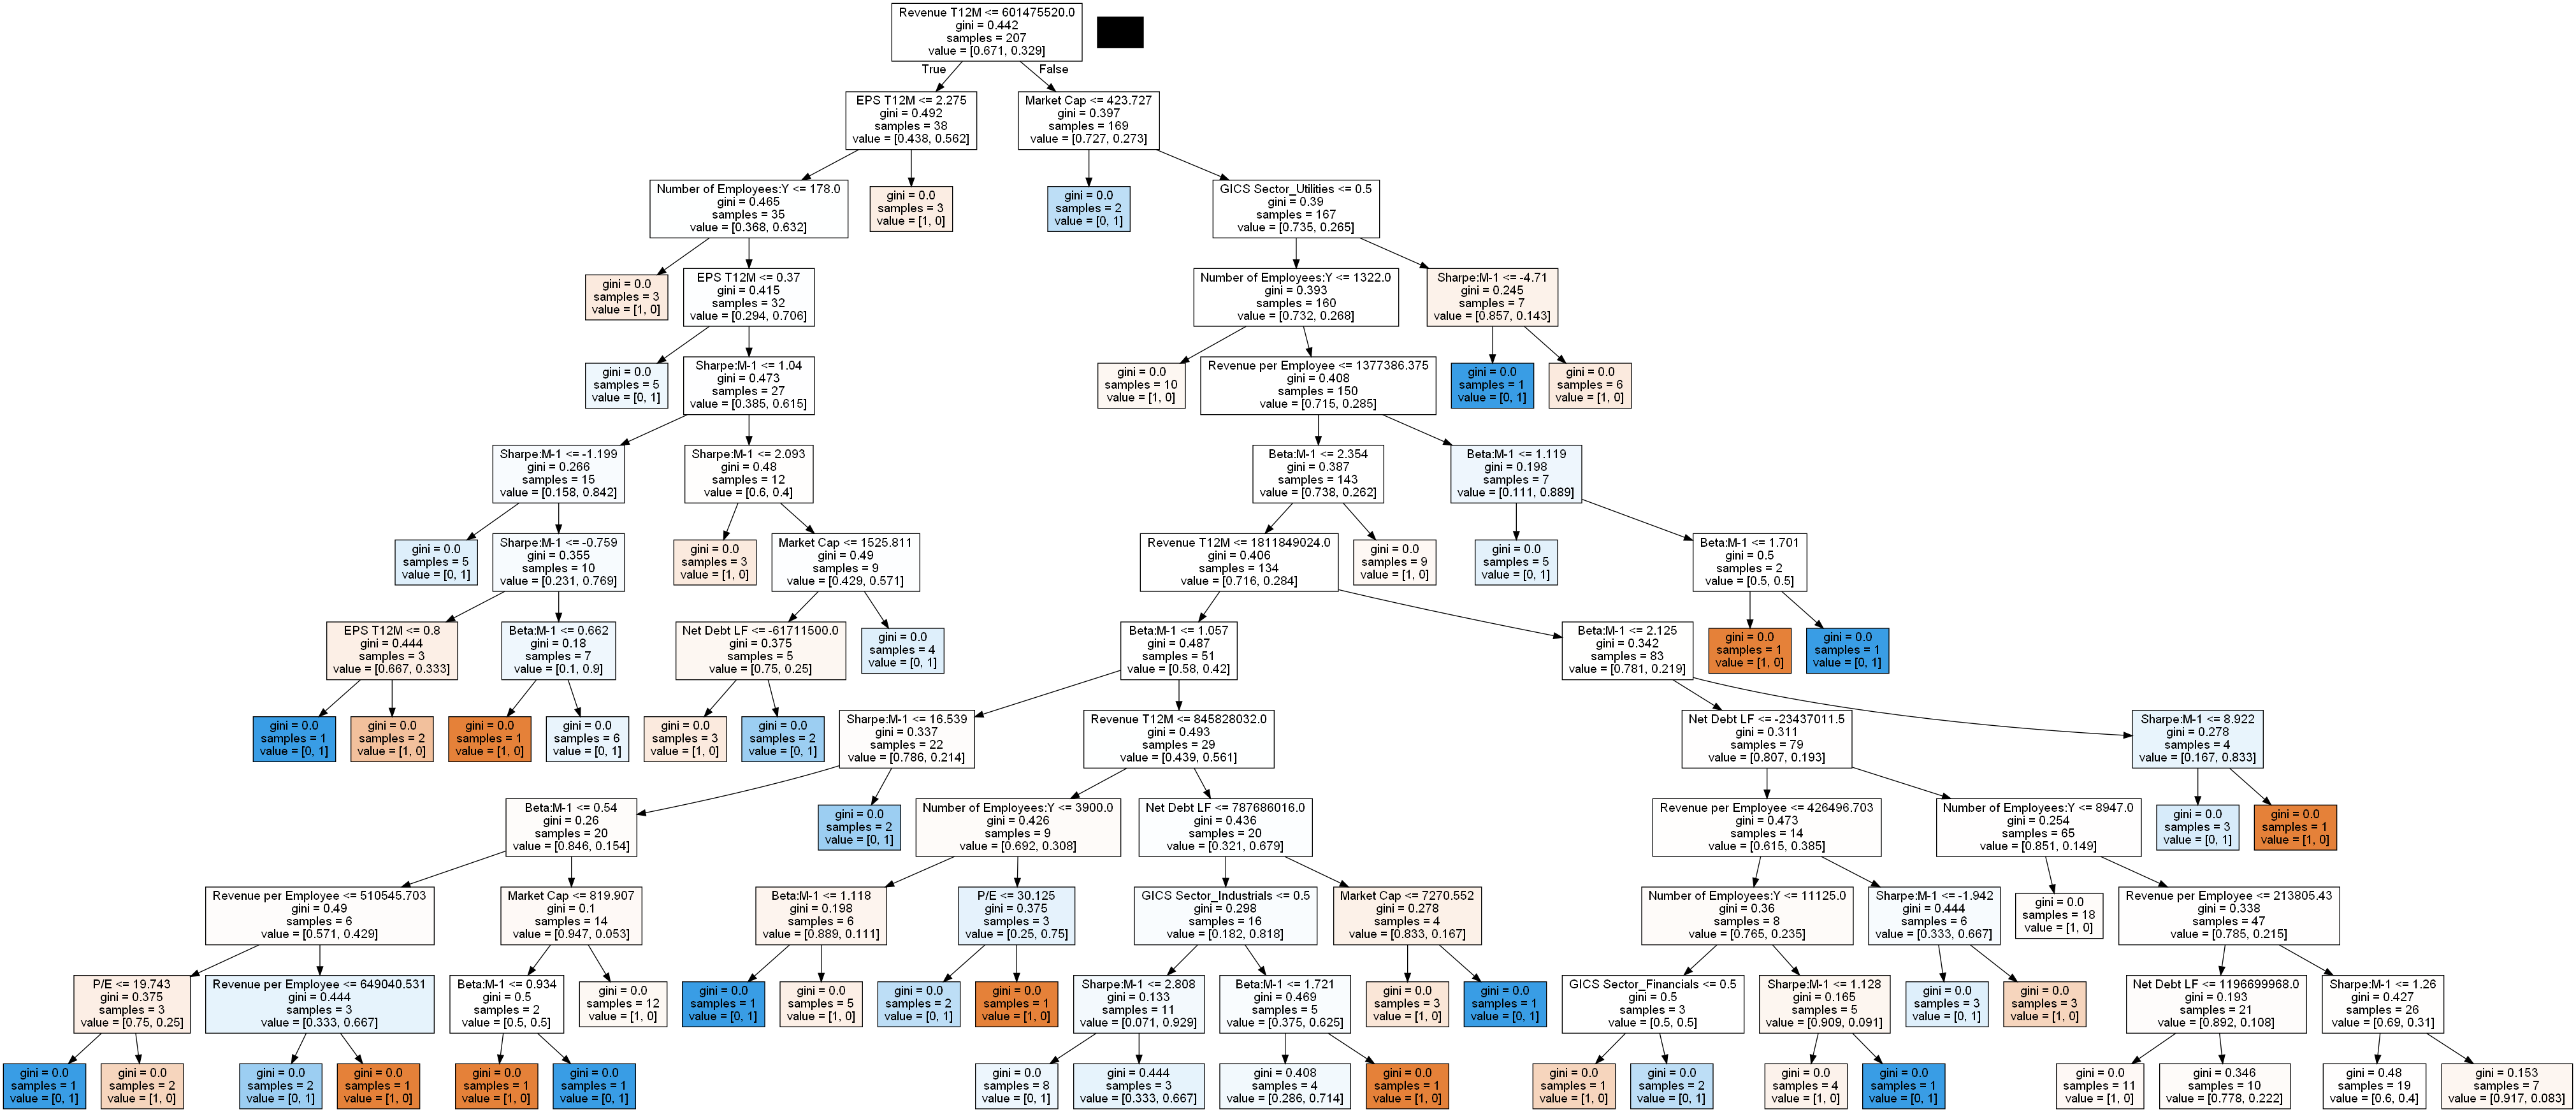 Revenue T12M <= 601475520.0
gini = 0.442
samples = 207
value = [0.671, 0.329]
True
False
EPS T12M <= 2.275
gini = 0.492
samples = 38
value = [0.438, 0.562]
Market Cap <= 423.727
gini = 0.397
samples = 169
value = [0.727, 0.273]
Number of Employees:Y <= 178.0
gini = 0.465
samples = 35
value = [0.368, 0.632]
gini = 0.0
samples = 3
value = [1, 0]
gini = 0.0
samples = 2
value = [0, 1]
GICS Sector_Utilities <= 0.5
gini = 0.39
samples = 167
value = [0.735, 0.265]
gini = 0.0
samples = 3
value = [1, 0]
EPS T12M <= 0.37
gini = 0.415
samples = 32
value = [0.294, 0.706]
Number of Employees:Y <= 1322.0
gini = 0.393
samples = 160
value = [0.732, 0.268]
Sharpe:M-1 <= -4.71
gini = 0.245
samples = 7
value = [0.857, 0.143]
gini = 0.0
samples = 5
value = [0, 1]
Sharpe:M-1 <= 1.04
gini = 0.473
samples = 27
value = [0.385, 0.615]
gini = 0.0
samples = 10
value = [1, 0]
Revenue per Employee <= 1377386.375
gini = 0.408
samples = 150
value = [0.715, 0.285]
gini = 0.0
samples = 1
value = [0, 1]
gini = 0.0
samples = 6
value = [1, 0]
Sharpe:M-1 <= -1.199
gini = 0.266
samples = 15
value = [0.158, 0.842]
Sharpe:M-1 <= 2.093
gini = 0.48
samples = 12
value = [0.6, 0.4]
Beta:M-1 <= 2.354
gini = 0.387
samples = 143
value = [0.738, 0.262]
Beta:M-1 <= 1.119
gini = 0.198
samples = 7
value = [0.111, 0.889]
gini = 0.0
samples = 5
value = [0, 1]
Sharpe:M-1 <= -0.759
gini = 0.355
samples = 10
value = [0.231, 0.769]
gini = 0.0
samples = 3
value = [1, 0]
Market Cap <= 1525.811
gini = 0.49
samples = 9
value = [0.429, 0.571]
Revenue T12M <= 1811849024.0
gini = 0.406
samples = 134
value = [0.716, 0.284]
gini = 0.0
samples = 9
value = [1, 0]
gini = 0.0
samples = 5
value = [0, 1]
Beta:M-1 <= 1.701
gini = 0.5
samples = 2
value = [0.5, 0.5]
EPS T12M <= 0.8
gini = 0.444
samples = 3
value = [0.667, 0.333]
Beta:M-1 <= 0.662
gini = 0.18
samples = 7
value = [0.1, 0.9]
Net Debt LF <= -61711500.0
gini = 0.375
samples = 5
value = [0.75, 0.25]
gini = 0.0
samples = 4
value = [0, 1]
Beta:M-1 <= 1.057
gini = 0.487
samples = 51
value = [0.58, 0.42]
Beta:M-1 <= 2.125
gini = 0.342
samples = 83
value = [0.781, 0.219]
gini = 0.0
samples = 1
value = [1, 0]
gini = 0.0
samples = 1
value = [0, 1]
gini = 0.0
samples = 1
value = [0, 1]
gini = 0.0
samples = 2
value = [1, 0]
gini = 0.0
samples = 1
value = [1, 0]
gini = 0.0
samples = 6
value = [0, 1]
gini = 0.0
samples = 3
value = [1, 0]
gini = 0.0
samples = 2
value = [0, 1]
Sharpe:M-1 <= 16.539
gini = 0.337
samples = 22
value = [0.786, 0.214]
Revenue T12M <= 845828032.0
gini = 0.493
samples = 29
value = [0.439, 0.561]
Net Debt LF <= -23437011.5
gini = 0.311
samples = 79
value = [0.807, 0.193]
Sharpe:M-1 <= 8.922
gini = 0.278
samples = 4
value = [0.167, 0.833]
Beta:M-1 <= 0.54
gini = 0.26
samples = 20
value = [0.846, 0.154]
gini = 0.0
samples = 2
value = [0, 1]
Number of Employees:Y <= 3900.0
gini = 0.426
samples = 9
value = [0.692, 0.308]
Net Debt LF <= 787686016.0
gini = 0.436
samples = 20
value = [0.321, 0.679]
Revenue per Employee <= 426496.703
gini = 0.473
samples = 14
value = [0.615, 0.385]
Number of Employees:Y <= 8947.0
gini = 0.254
samples = 65
value = [0.851, 0.149]
gini = 0.0
samples = 3
value = [0, 1]
gini = 0.0
samples = 1
value = [1, 0]
Revenue per Employee <= 510545.703
gini = 0.49
samples = 6
value = [0.571, 0.429]
Market Cap <= 819.907
gini = 0.1
samples = 14
value = [0.947, 0.053]
Beta:M-1 <= 1.118
gini = 0.198
samples = 6
value = [0.889, 0.111]
P/E <= 30.125
gini = 0.375
samples = 3
value = [0.25, 0.75]
GICS Sector_Industrials <= 0.5
gini = 0.298
samples = 16
value = [0.182, 0.818]
Market Cap <= 7270.552
gini = 0.278
samples = 4
value = [0.833, 0.167]
Number of Employees:Y <= 11125.0
gini = 0.36
samples = 8
value = [0.765, 0.235]
Sharpe:M-1 <= -1.942
gini = 0.444
samples = 6
value = [0.333, 0.667]
gini = 0.0
samples = 18
value = [1, 0]
Revenue per Employee <= 213805.43
gini = 0.338
samples = 47
value = [0.785, 0.215]
P/E <= 19.743
gini = 0.375
samples = 3
value = [0.75, 0.25]
Revenue per Employee <= 649040.531
gini = 0.444
samples = 3
value = [0.333, 0.667]
Beta:M-1 <= 0.934
gini = 0.5
samples = 2
value = [0.5, 0.5]
gini = 0.0
samples = 12
value = [1, 0]
gini = 0.0
samples = 1
value = [0, 1]
gini = 0.0
samples = 5
value = [1, 0]
gini = 0.0
samples = 2
value = [0, 1]
gini = 0.0
samples = 1
value = [1, 0]
Sharpe:M-1 <= 2.808
gini = 0.133
samples = 11
value = [0.071, 0.929]
Beta:M-1 <= 1.721
gini = 0.469
samples = 5
value = [0.375, 0.625]
gini = 0.0
samples = 3
value = [1, 0]
gini = 0.0
samples = 1
value = [0, 1]
GICS Sector_Financials <= 0.5
gini = 0.5
samples = 3
value = [0.5, 0.5]
Sharpe:M-1 <= 1.128
gini = 0.165
samples = 5
value = [0.909, 0.091]
gini = 0.0
samples = 3
value = [0, 1]
gini = 0.0
samples = 3
value = [1, 0]
Net Debt LF <= 1196699968.0
gini = 0.193
samples = 21
value = [0.892, 0.108]
Sharpe:M-1 <= 1.26
gini = 0.427
samples = 26
value = [0.69, 0.31]
gini = 0.0
samples = 1
value = [0, 1]
gini = 0.0
samples = 2
value = [1, 0]
gini = 0.0
samples = 2
value = [0, 1]
gini = 0.0
samples = 1
value = [1, 0]
gini = 0.0
samples = 1
value = [1, 0]
gini = 0.0
samples = 1
value = [0, 1]
gini = 0.0
samples = 8
value = [0, 1]
gini = 0.444
samples = 3
value = [0.333, 0.667]
gini = 0.408
samples = 4
value = [0.286, 0.714]
gini = 0.0
samples = 1
value = [1, 0]
gini = 0.0
samples = 1
value = [1, 0]
gini = 0.0
samples = 2
value = [0, 1]
gini = 0.0
samples = 4
value = [1, 0]
gini = 0.0
samples = 1
value = [0, 1]
gini = 0.0
samples = 11
value = [1, 0]
gini = 0.346
samples = 10
value = [0.778, 0.222]
gini = 0.48
samples = 19
value = [0.6, 0.4]
gini = 0.153
samples = 7
value = [0.917, 0.083]